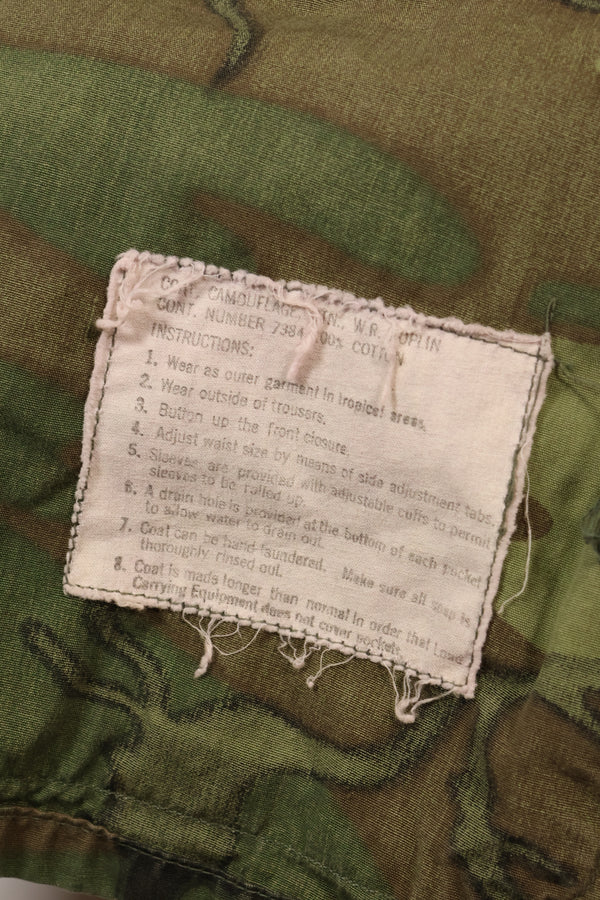 CAMOUFLAGE W.R.
CONT. NUMBER 7384 COTTON
INSTRUCTIONS:
1. Wear as outer garment in tropical areas.
2. Wear outside of trousers.
3. Button up the front closure.
4. Adjust waist size by means of side adjustment tabs.
5. Sleeves are provided with adjustable cuffs to permit
sleeves to be rolled up.
6. A drain hole is provided at the bottom of each pocket
to allow water to drain out.
7. Coat can be hand laundered. Make sure all soap is
thoroughly rinsed out.
8. Coat is made longer than normal in order that Load
Carrying Equipment does not cover pockets.